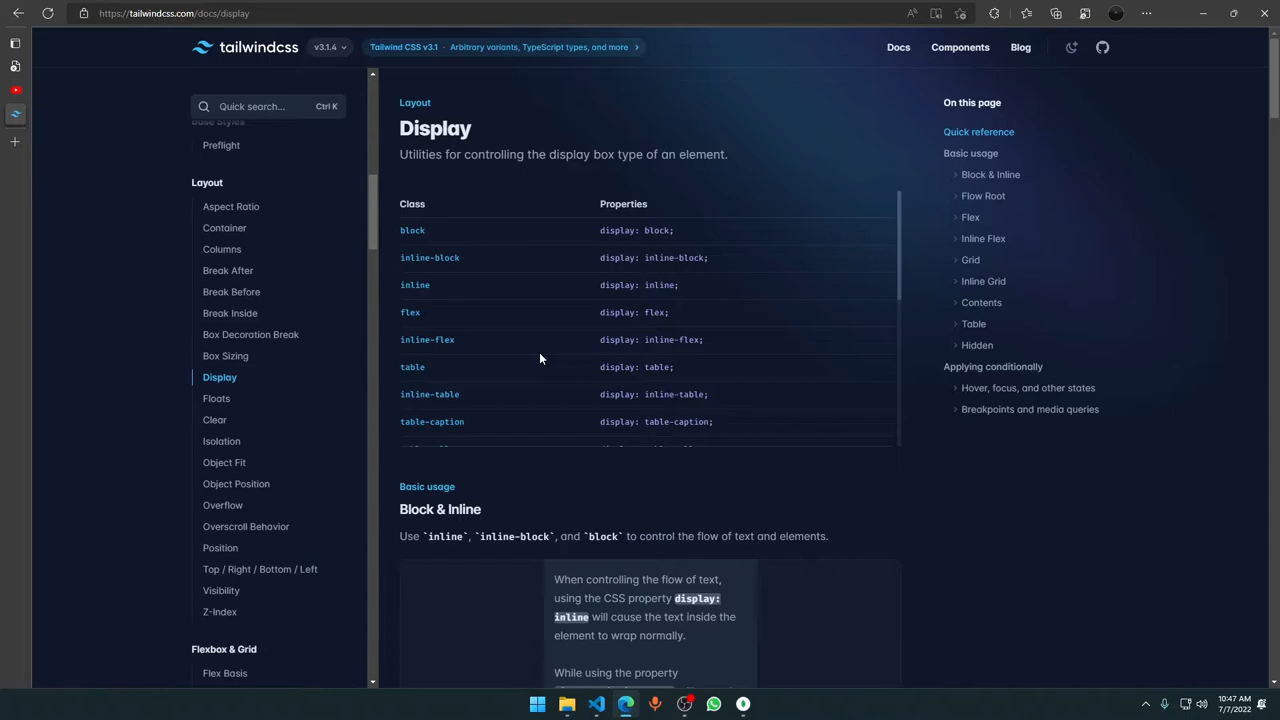 https://tailwindcss.com/docs/display
tailwindcss
v3.1.4
Tailwind CSS v3.1 · Arbitrary variants, TypeScript types, and more
Docs
Components
Blog
Quick search...
Ctrl K
Base Styles
Preflight
Layout
Aspect Ratio
Container
Columns
Break After
Break Before
Break Inside
Box Decoration Break
Box Sizing
Display
Floats
Clear
Isolation
Object Fit
Object Position
Overflow
Overscroll Behavior
Position
Top / Right / Bottom / Left
Visibility
Z-Index
Flexbox & Grid
Flex Basis
Layout
Display
Utilities for controlling the display box type of an element.
Class Properties
block display: block;
inline-block display: inline-block;
inline display: inline;
flex display: flex;
inline-flex display: inline-flex;
table display: table;
inline-table display: inline-table;
table-caption display: table-caption;
Basic usage
Block & Inline
Use `inline`, `inline-block`, and `block` to control the flow of text and elements.
When controlling the flow of text,
using the CSS property display:
inline will cause the text inside the
element to wrap normally.
While using the property
On this page
Quick reference
Basic usage
Block & Inline
Flow Root
Flex
Inline Flex
Grid
Inline Grid
Contents
Table
Hidden
Applying conditionally
Hover, focus, and other states
Breakpoints and media queries
10:47 AM
7/7/2022